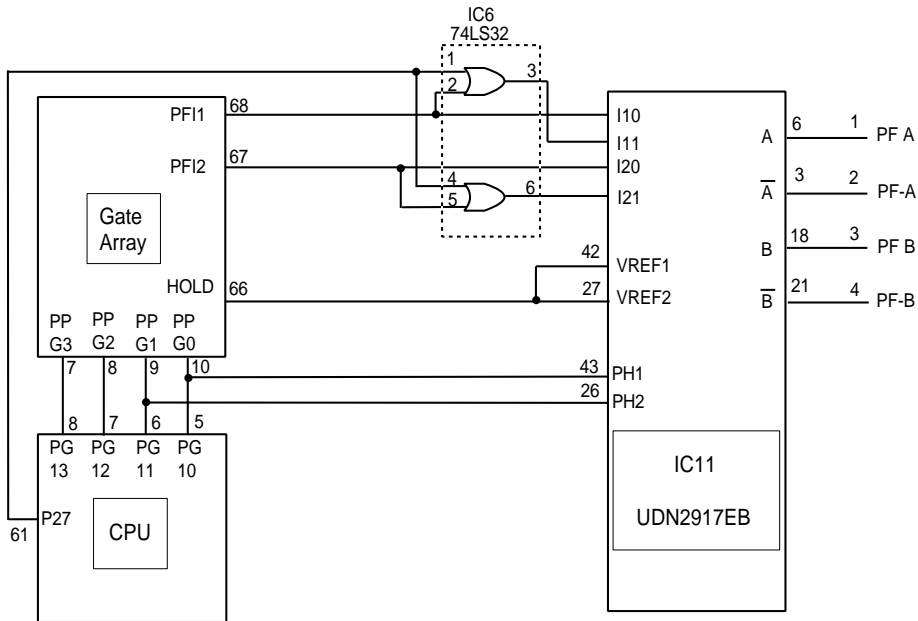 IC6
74LS32
1
2
3
4
5
6
PFI1
68
PFI2
67
Gate
Array
HOLD
66
PP PP PP PP
G3 G2 G1 G0
7 8 9 10
8 7 6 5
PG PG PG PG
13 12 11 10
P27
61
CPU
I10
I11
I20
I21
42
VREF1
27
VREF2
43
PH1
26
PH2
IC11
UDN2917EB
A 6 1 PF A
A 3 2 PF-A
B 18 3 PF B
B 21 4 PF-B